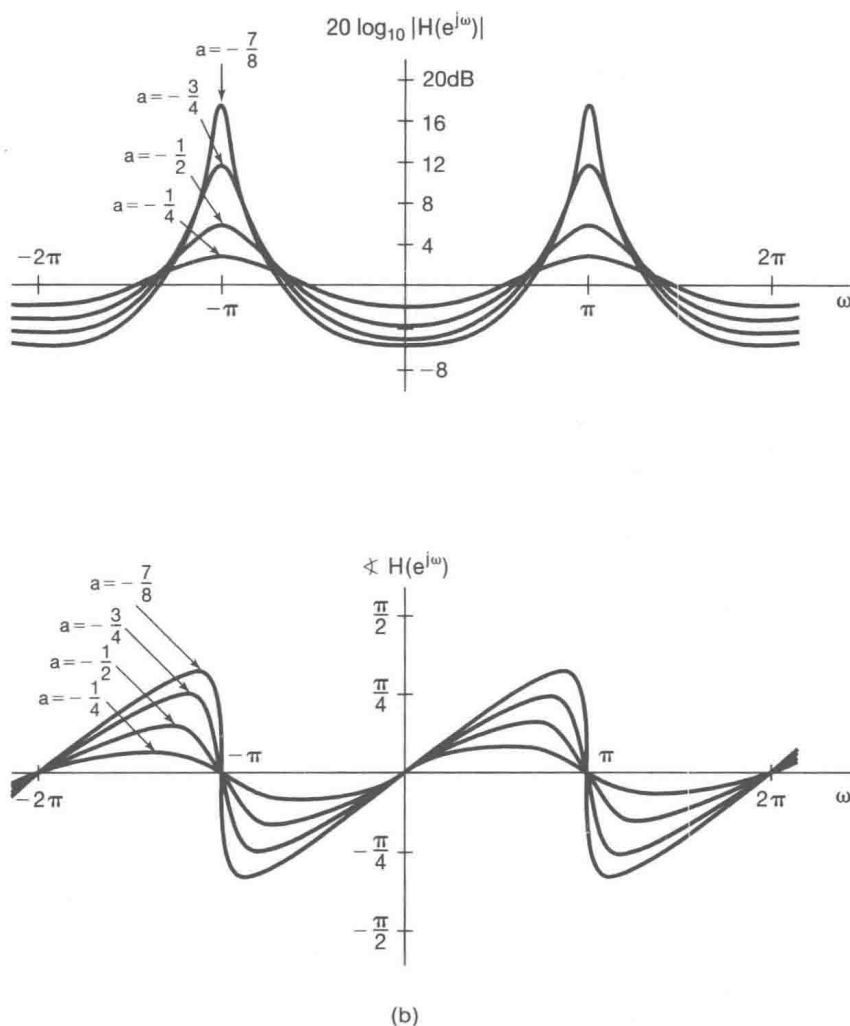 20 log₁₀ |H(e^{jω})|
a = − 7/8
20dB
a = − 3/4
16
a = − 1/2
12
a = − 1/4
8
4
−2π
−π
π
2π
ω
−8
∢ H(e^{jω})
a = − 7/8
π/2
a = − 3/4
a = − 1/2
π/4
a = − 1/4
−π
π
−2π
2π
ω
− π/4
− π/2
(b)